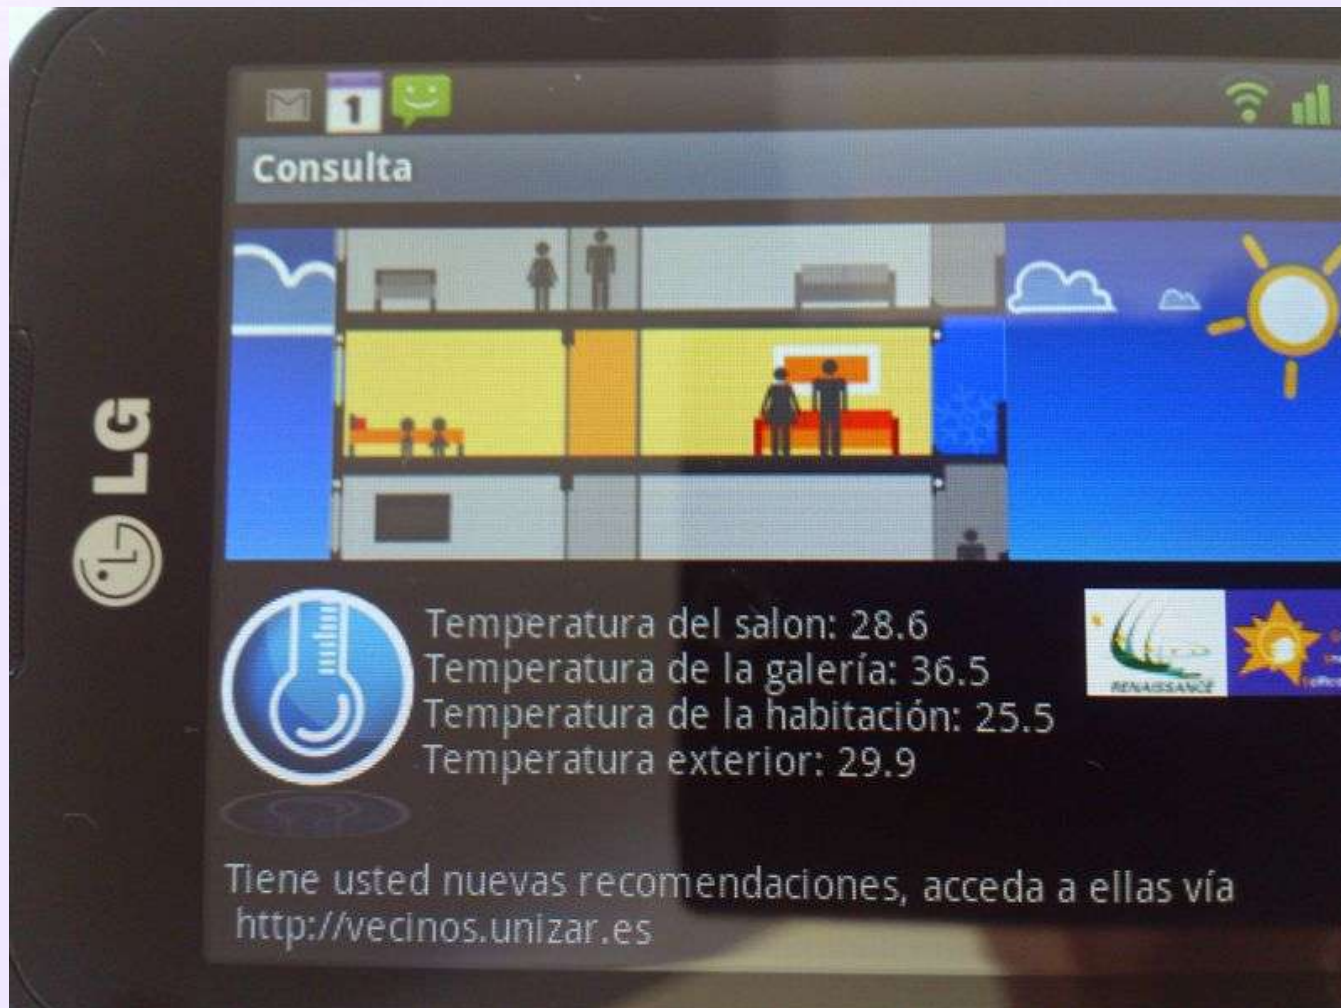 1
Consulta
LG
Temperatura del salon: 28.6
Temperatura de la galería: 36.5
Temperatura de la habitación: 25.5
Temperatura exterior: 29.9
RENAISSANCE
Tiene usted nuevas recomendaciones, acceda a ellas vía
http://vecinos.unizar.es